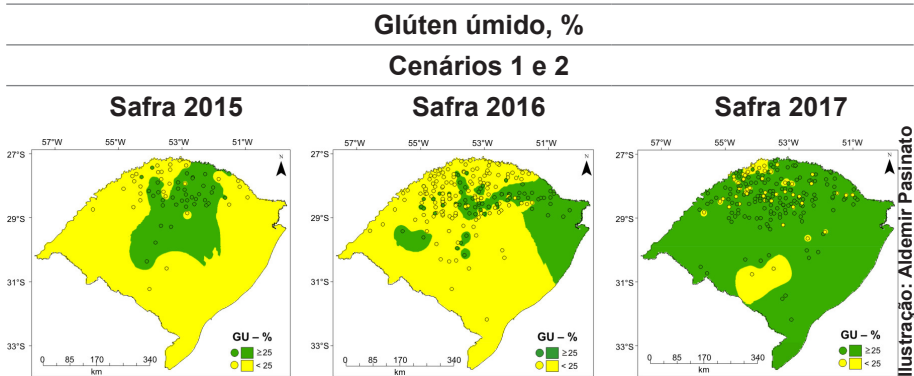 Glúten úmido, %
Cenários 1 e 2
Safra 2015
Safra 2016
Safra 2017
57°W 55°W 53°W 51°W
27°S
29°S
31°S
33°S
N
GU – %
≥25
< 25
0 85 170 340
km
57°W 55°W 53°W 51°W
27°S
29°S
31°S
33°S
N
GU – %
≥25
< 25
0 85 170 340
km
57°W 55°W 53°W 51°W
27°S
29°S
31°S
33°S
N
GU – %
≥25
< 25
0 85 170 340
km
Ilustração: Aldemir Pasinato